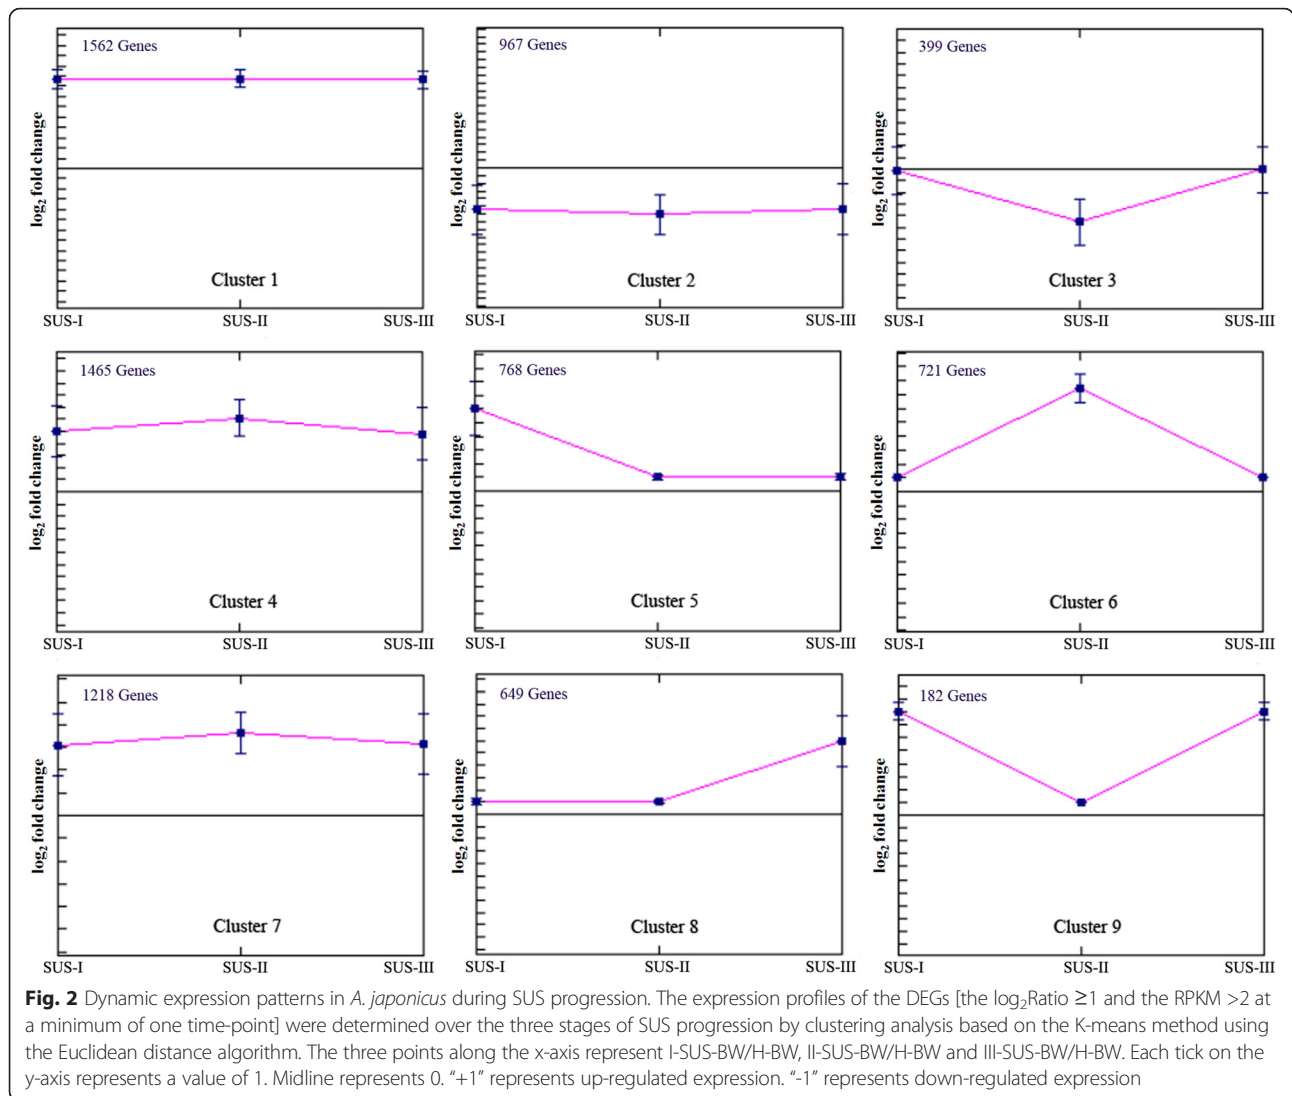 1562 Genes
log2 fold change
Cluster 1
SUS-I SUS-II SUS-III
967 Genes
log2 fold change
Cluster 2
SUS-I SUS-II SUS-III
399 Genes
log2 fold change
Cluster 3
SUS-I SUS-II SUS-III
1465 Genes
log2 fold change
Cluster 4
SUS-I SUS-II SUS-III
768 Genes
log2 fold change
Cluster 5
SUS-I SUS-II SUS-III
721 Genes
log2 fold change
Cluster 6
SUS-I SUS-II SUS-III
1218 Genes
log2 fold change
Cluster 7
SUS-I SUS-II SUS-III
649 Genes
log2 fold change
Cluster 8
SUS-I SUS-II SUS-III
182 Genes
log2 fold change
Cluster 9
SUS-I SUS-II SUS-III
Fig. 2 Dynamic expression patterns in A. japonicus during SUS progression. The expression profiles of the DEGs [the log2Ratio ≥1 and the RPKM >2 at
a minimum of one time-point] were determined over the three stages of SUS progression by clustering analysis based on the K-means method using
the Euclidean distance algorithm. The three points along the x-axis represent I-SUS-BW/H-BW, II-SUS-BW/H-BW and III-SUS-BW/H-BW. Each tick on the
y-axis represents a value of 1. Midline represents 0. “+1” represents up-regulated expression. “-1” represents down-regulated expression